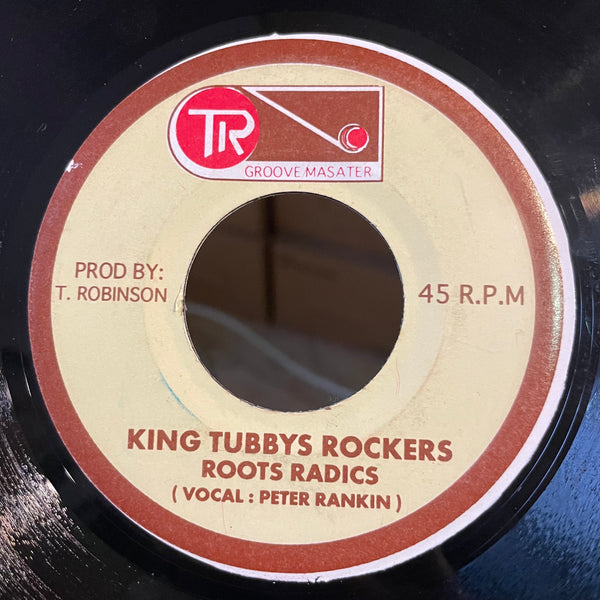 TR
GROOVE MASATER
PROD BY:
T. ROBINSON
45 R.P.M
KING TUBBYS ROCKERS
ROOTS RADICS
( VOCAL : PETER RANKIN )